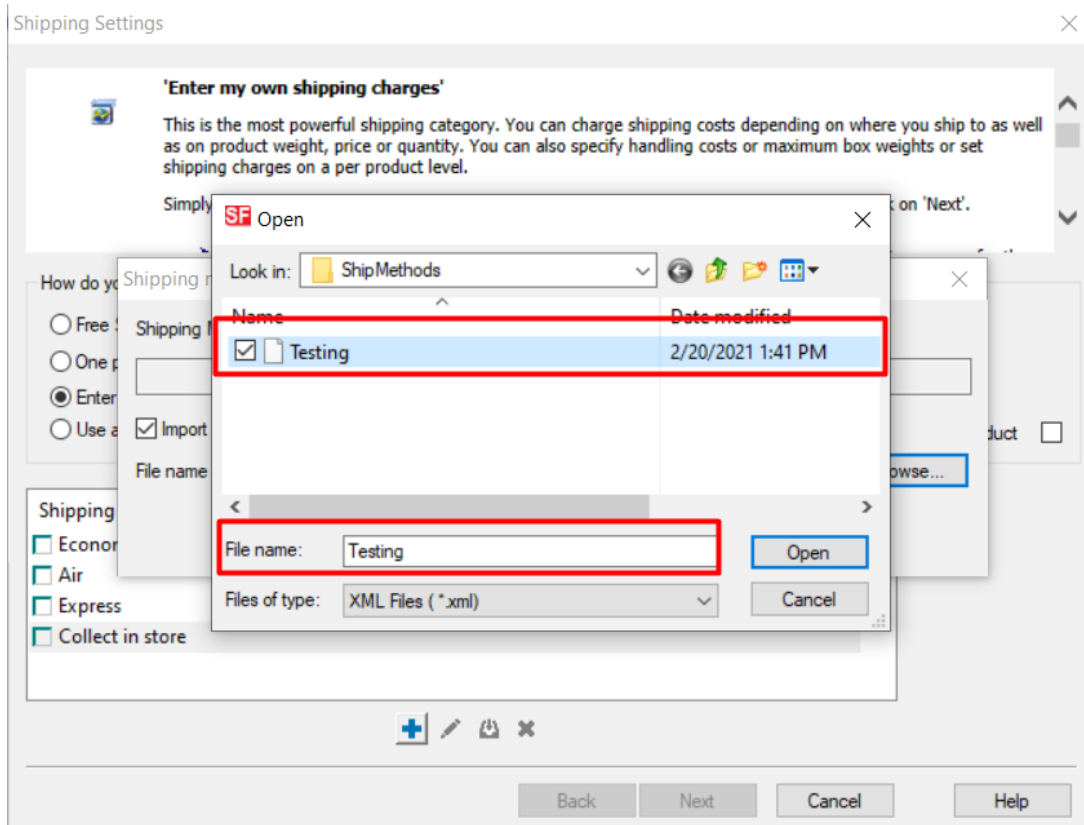 Shipping Settings
'Enter my own shipping charges'
This is the most powerful shipping category. You can charge shipping costs depending on where you ship to as well
as on product weight, price or quantity. You can also specify handling costs or maximum box weights or set
shipping charges on a per product level.
Simply on 'Next'.
SF Open
Look in: ShipMethods
How do yo
Shipping
Name Date modified
Free
Shipping
Testing 2/20/2021 1:41 PM
One p
Enter
Use a
Import
duct
File name
owse...
Shipping
Econor
Air
Express
Collect in store
File name: Testing Open
Files of type: XML Files ( *.xml) Cancel
Back Next Cancel Help